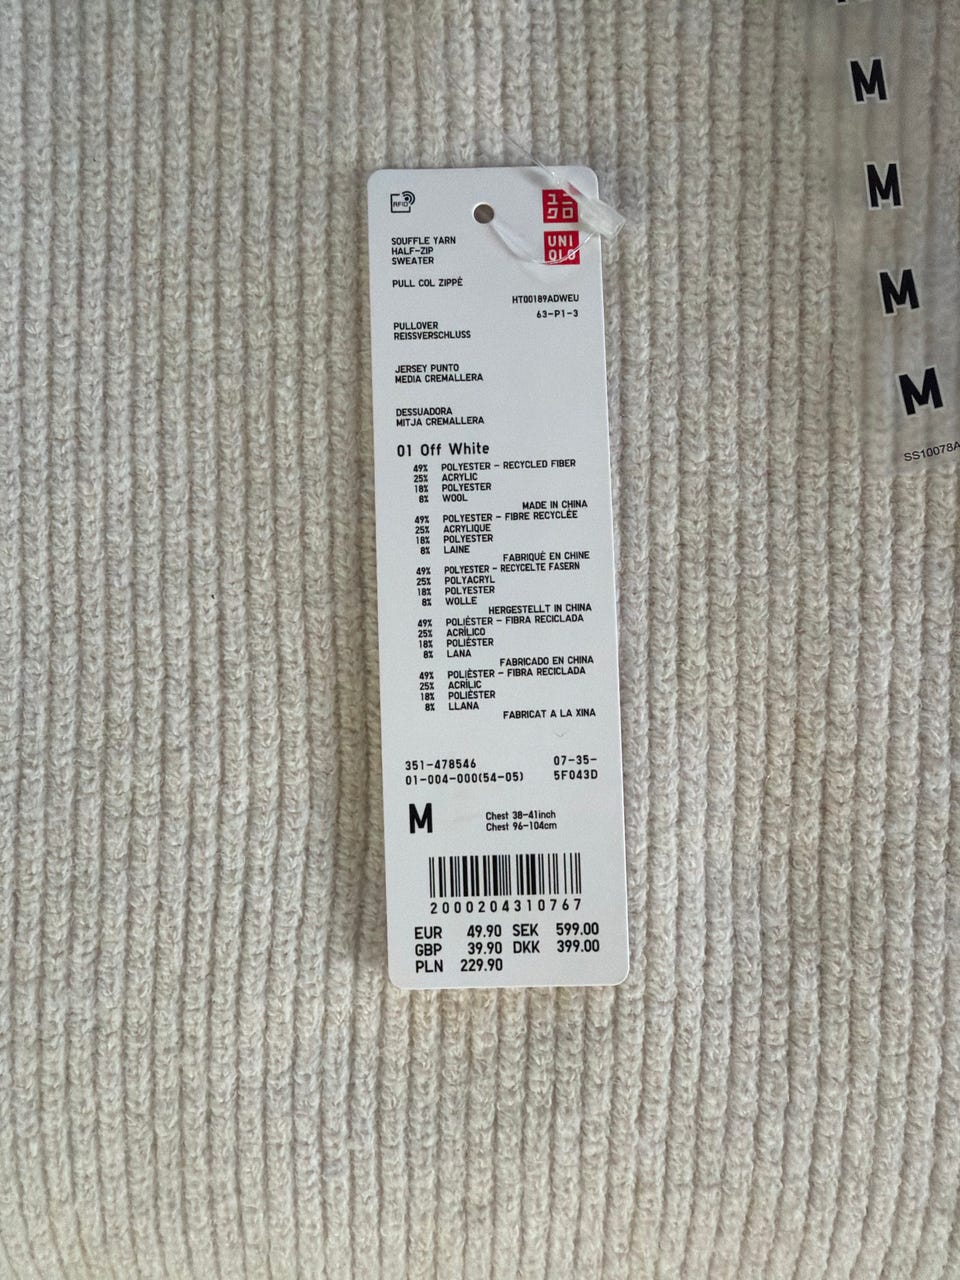 RFID
ユニ
クロ
UNI
QLO
SOUFFLE YARN
HALF-ZIP
SWEATER
PULL COL ZIPPÉ
HT00189ADWEU
63-P1-3
PULLOVER
REISSVERSCHLUSS
JERSEY PUNTO
MEDIA CREMALLERA
DESSUADORA
MITJA CREMALLERA
01 Off White
49% POLYESTER - RECYCLED FIBER
25% ACRYLIC
18% POLYESTER
8% WOOL
MADE IN CHINA
49% POLYESTER - FIBRE RECYCLÉE
25% ACRYLIQUE
18% POLYESTER
8% LAINE
FABRIQUÉ EN CHINE
49% POLYESTER - RECYCELTE FASERN
25% POLYACRYL
18% POLYESTER
8% WOLLE
HERGESTELLT IN CHINA
49% POLIÉSTER - FIBRA RECICLADA
25% ACRÍLICO
18% POLIÉSTER
8% LANA
FABRICADO EN CHINA
49% POLIÈSTER - FIBRA RECICLADA
25% ACRÍLIC
18% POLIÈSTER
8% LLANA
FABRICAT A LA XINA
351-478546 07-35-
01-004-000(54-05) 5F043D
M
Chest 38-41inch
Chest 96-104cm
2000204310767
EUR 49.90 SEK 599.00
GBP 39.90 DKK 399.00
PLN 229.90
M
M
M
M
SS10078A